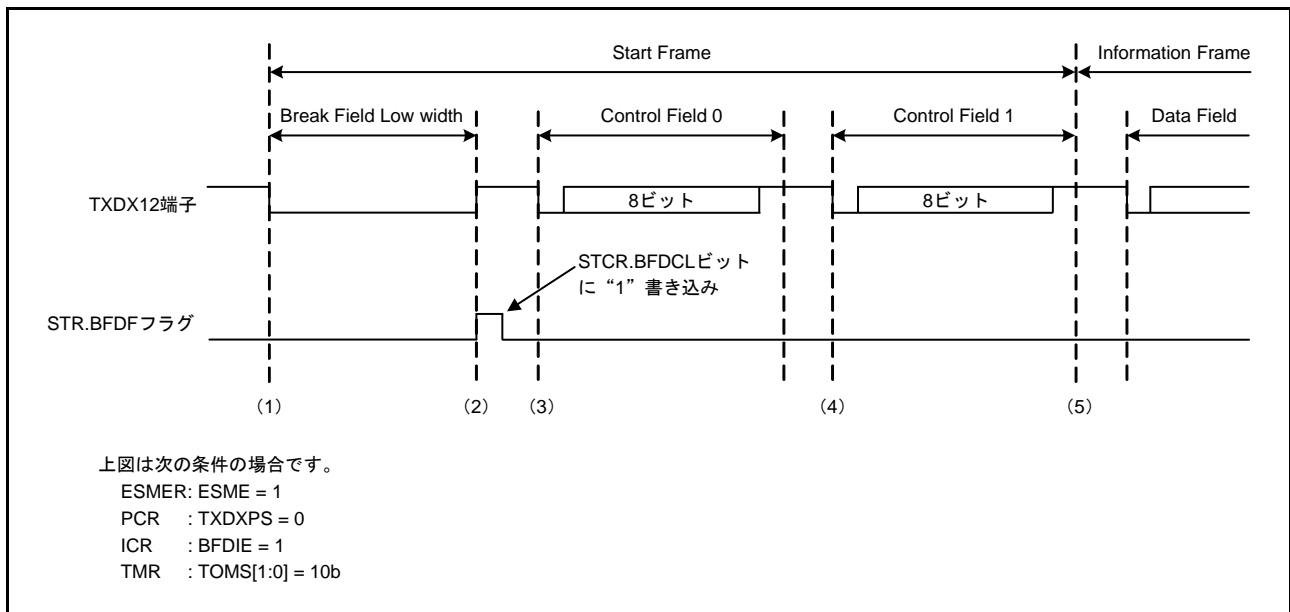 Start Frame
Information Frame
Break Field Low width
Control Field 0
Control Field 1
Data Field
TXDX12端子
8ビット
8ビット
STCR.BFDCLビット
に“1”書き込み
STR.BFDFフラグ
(1)
(2)
(3)
(4)
(5)
上図は次の条件の場合です。
ESMER: ESME = 1
PCR : TXDXPS = 0
ICR : BFDIE = 1
TMR : TOMS[1:0] = 10b